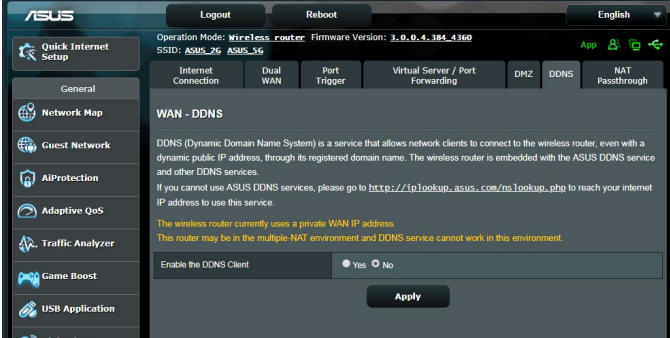 ASUS
Logout
Reboot
English
Quick Internet
Setup
Operation Mode: Wireless router Firmware Version: 3.0.0.4.384_4360
SSID: ASUS_2G ASUS_5G
App
Internet
Connection
Dual
WAN
Port
Trigger
Virtual Server / Port
Forwarding
DMZ
DDNS
NAT
Passthrough
General
Network Map
Guest Network
AiProtection
Adaptive QoS
Traffic Analyzer
Game Boost
USB Application
WAN - DDNS
DDNS (Dynamic Domain Name System) is a service that allows network clients to connect to the wireless router, even with a
dynamic public IP address, through its registered domain name. The wireless router is embedded with the ASUS DDNS service
and other DDNS services.
If you cannot use ASUS DDNS services, please go to http://iplookup.asus.com/nslookup.php to reach your internet
IP address to use this service.
The wireless router currently uses a private WAN IP
address.
This router may be in the multiple-NAT environment and DDNS service cannot work in this environment.
Enable the DDNS Client
Yes No
Apply